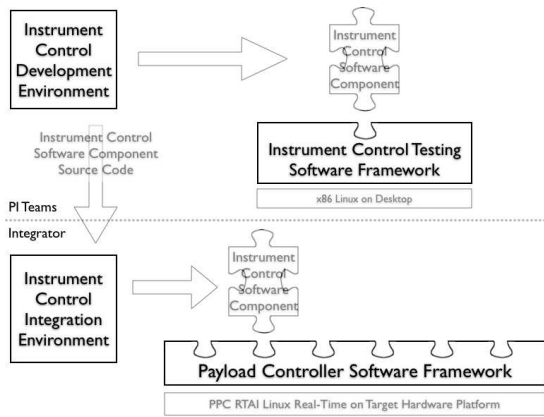 Instrument
Control
Development
Environment
Instrument
Control
Software
Component
Instrument Control
Software Component
Source Code
Instrument Control Testing
Software Framework
x86 Linux on Desktop
PI Teams
Integrator
Instrument
Control
Integration
Environment
Instrument
Control
Software
Component
Payload Controller Software Framework
PPC RTAI Linux Real-Time on Target Hardware Platform